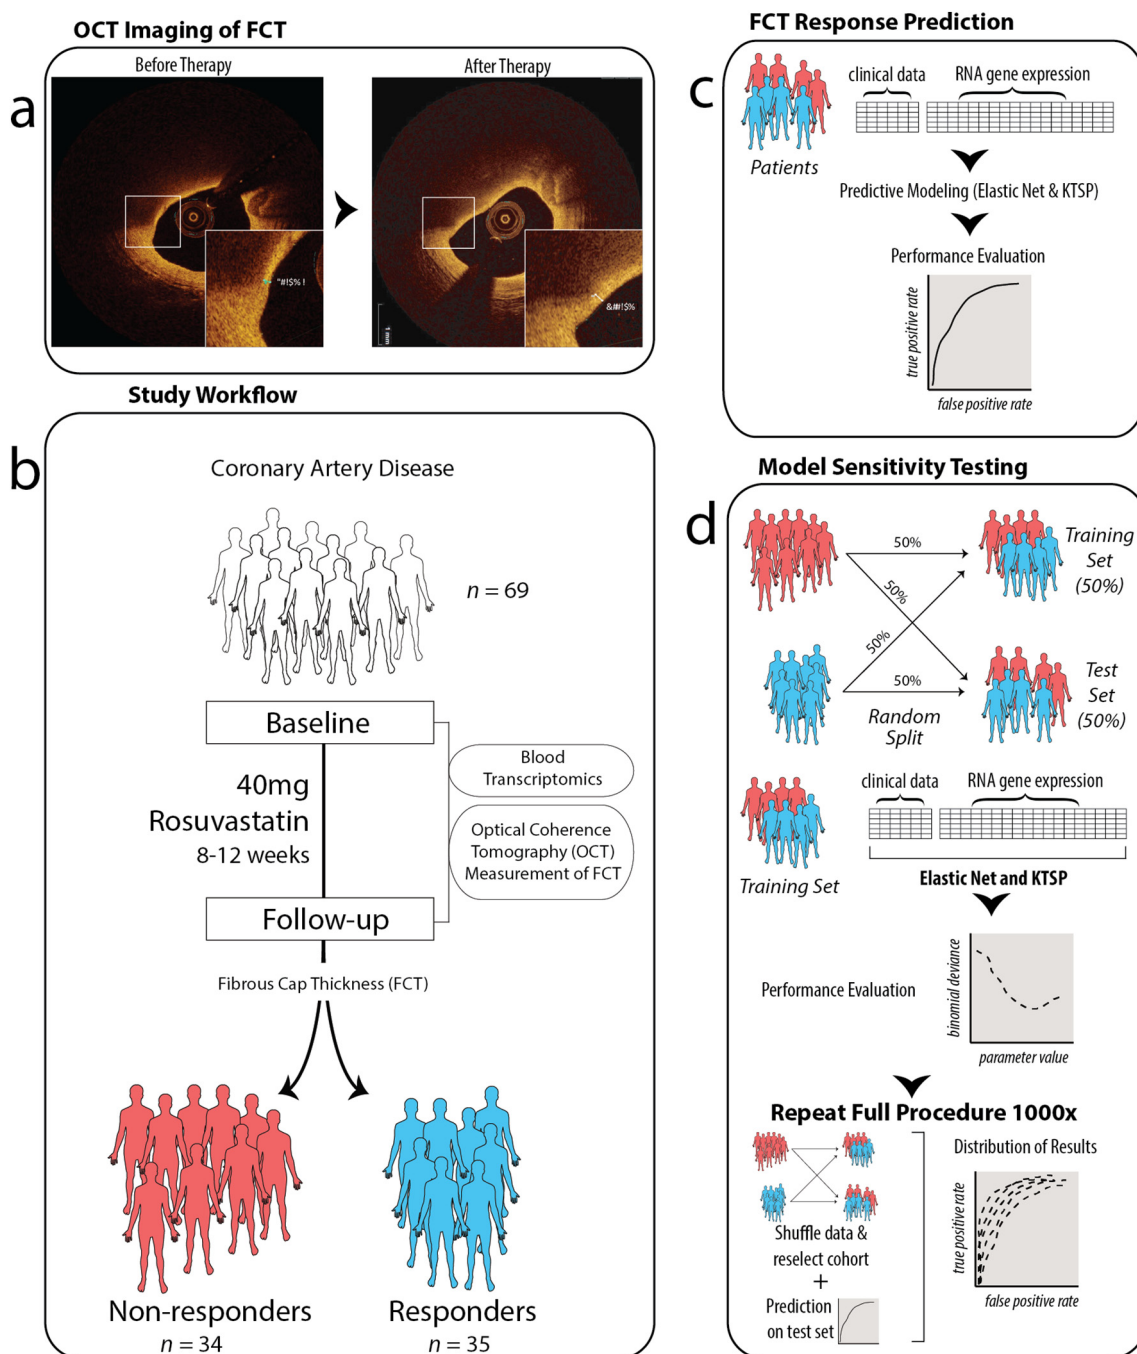 OCT Imaging of FCT
a
Before Therapy
After Therapy
"#!$% !
&##!$%
1 mm
Study Workflow
b
Coronary Artery Disease
n = 69
Baseline
40mg
Rosuvastatin
8-12 weeks
Blood
Transcriptomics
Optical Coherence
Tomography (OCT)
Measurement of FCT
Follow-up
Fibrous Cap Thickness (FCT)
Non-responders
n = 34
Responders
n = 35
FCT Response Prediction
c
clinical data
RNA gene expression
Patients
Predictive Modeling (Elastic Net & KTSP)
Performance Evaluation
true positive rate
false positive rate
Model Sensitivity Testing
d
50%
50%
50%
50%
Random
Split
Training
Set
(50%)
Test
Set
(50%)
clinical data
RNA gene expression
Training Set
Elastic Net and KTSP
Performance Evaluation
binomial deviance
parameter value
Repeat Full Procedure 1000x
Shuffle data &
reselect cohort
+
Prediction
on test set
Distribution of Results
true positive rate
false positive rate